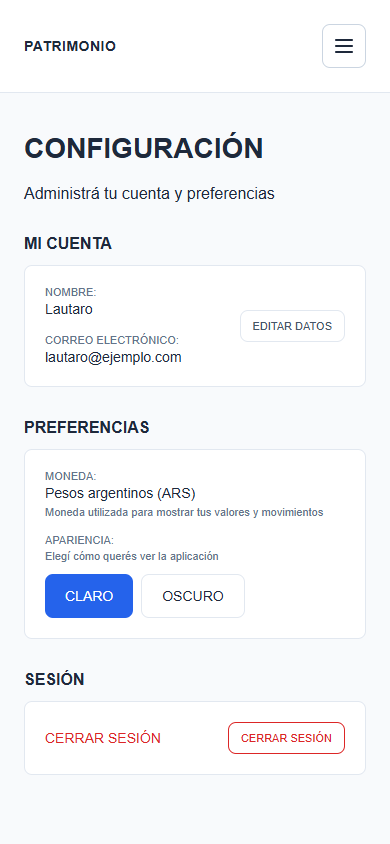 PATRIMONIO
CONFIGURACIÓN
Administrá tu cuenta y preferencias
MI CUENTA
NOMBRE:
Lautaro
CORREO ELECTRÓNICO:
lautaro@ejemplo.com
EDITAR DATOS
PREFERENCIAS
MONEDA:
Pesos argentinos (ARS)
Moneda utilizada para mostrar tus valores y movimientos
APARIENCIA:
Elegí cómo querés ver la aplicación
CLARO
OSCURO
SESIÓN
CERRAR SESIÓN
CERRAR SESIÓN